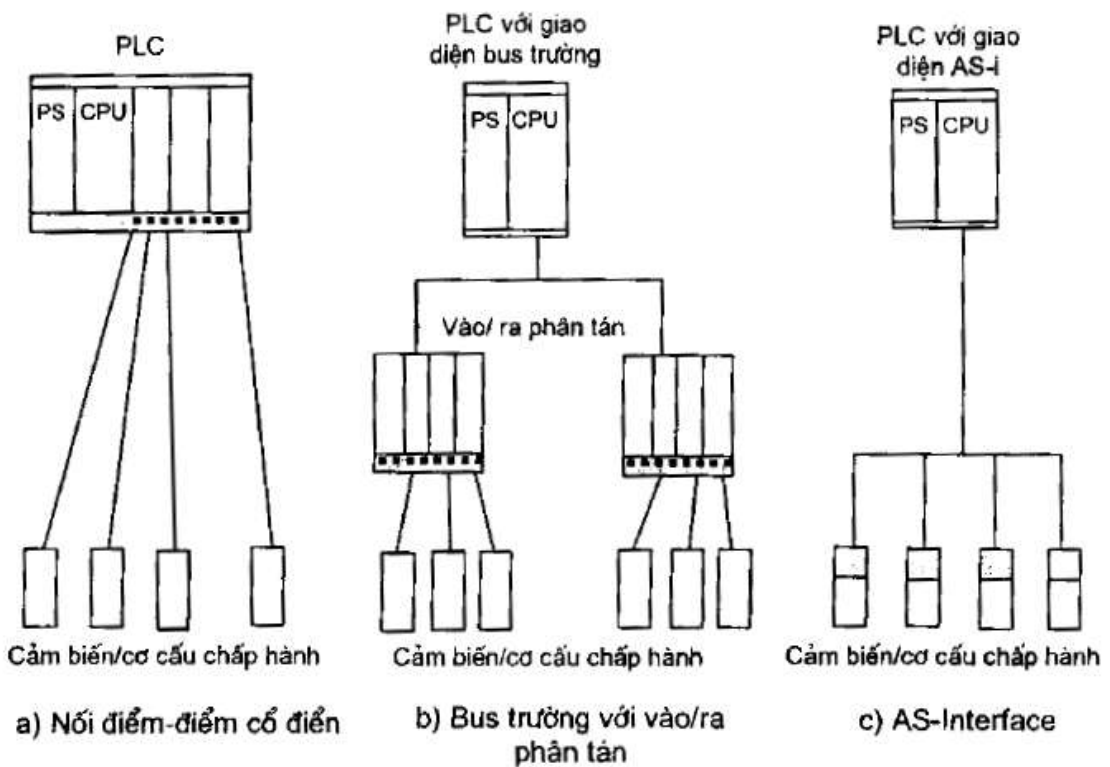 PLC
PS CPU
Cảm biến/cơ cấu chấp hành
a) Nối điểm-điểm cổ điển
PLC với giao
diện bus trường
PS CPU
Vào/ ra phân tán
Cảm biến/cơ cấu chấp hành
b) Bus trường với vào/ra
phân tán
PLC với giao
diện AS-i
PS CPU
Cảm biến/cơ cấu chấp hành
c) AS-Interface